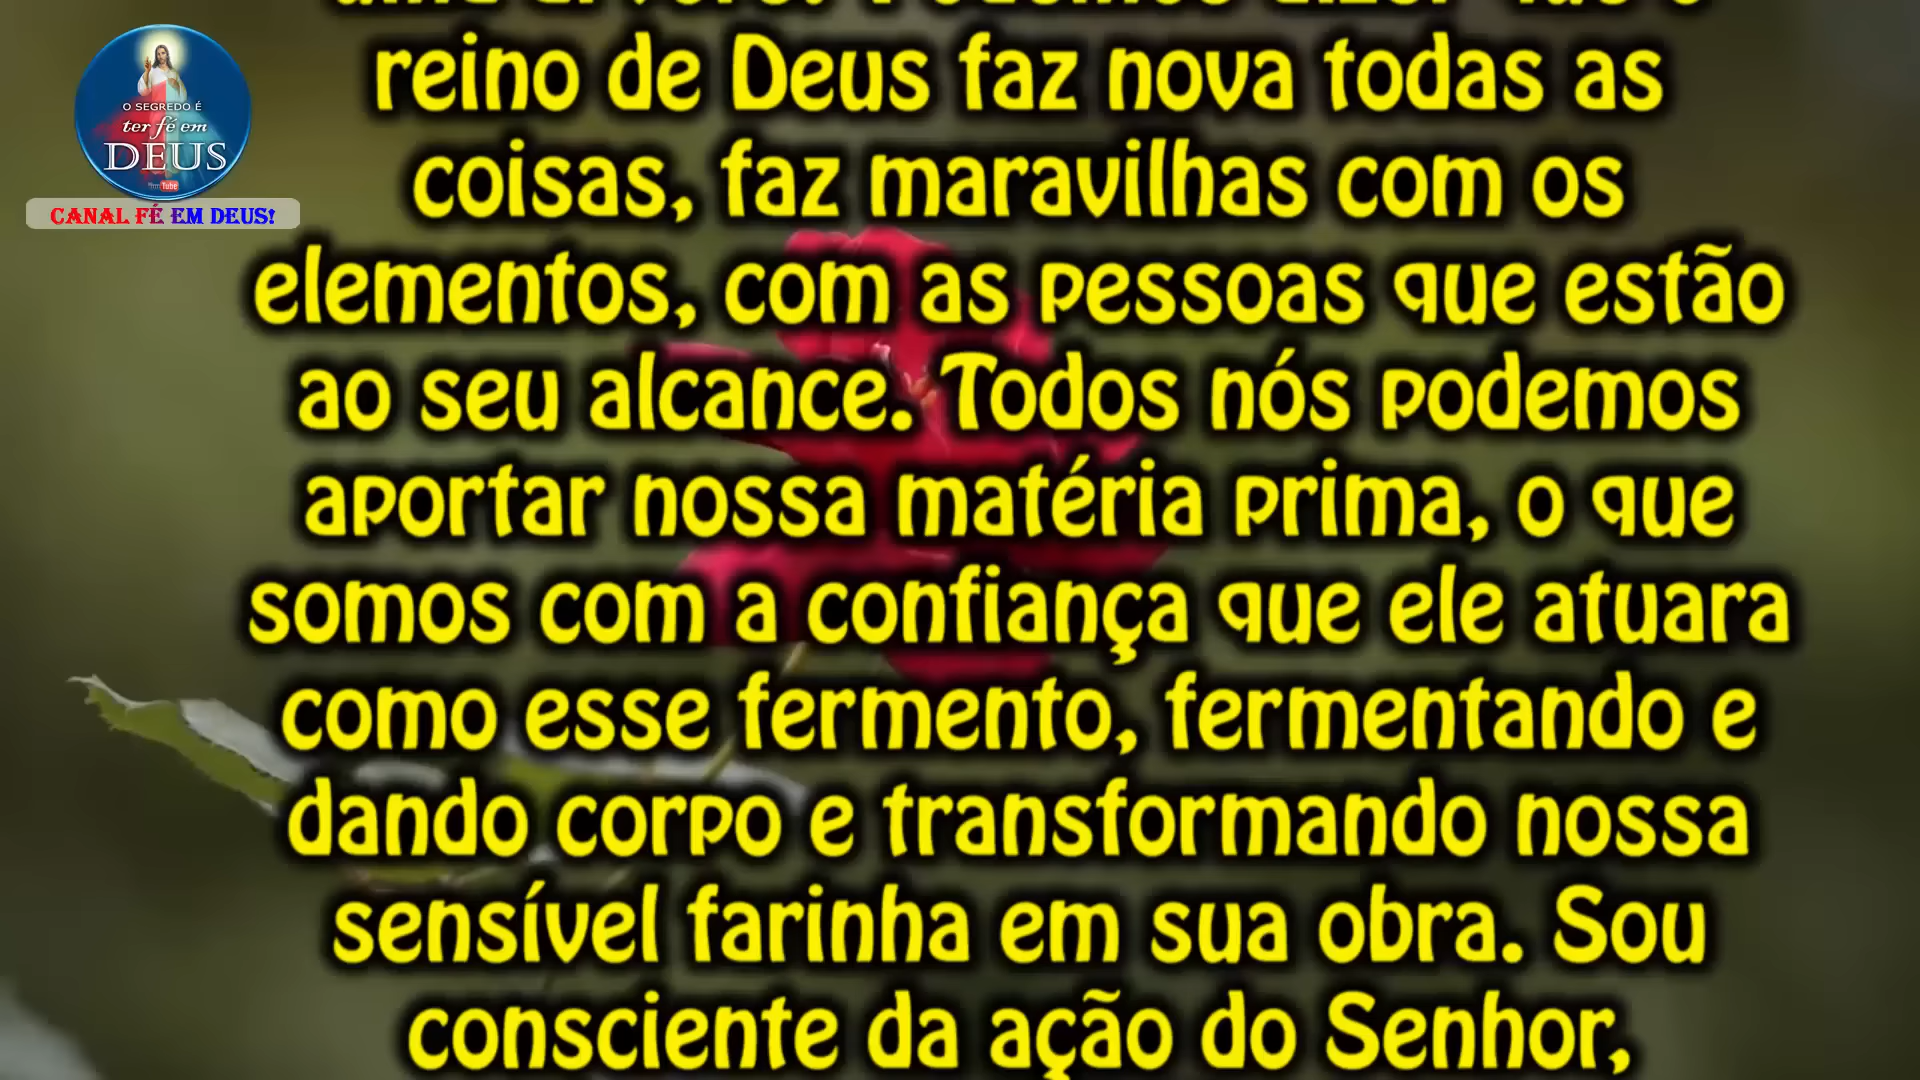 O SEGREDO É
ter fé em
DEUS
CANAL FÉ EM DEUS!
reino de Deus faz nova todas as
coisas, faz maravilhas com os
elementos, com as pessoas que estão
ao seu alcance. Todos nós podemos
aportar nossa matéria prima, o que
somos com a confiança que ele atuara
como esse fermento, fermentando e
dando corpo e transformando nossa
sensível farinha em sua obra. Sou
consciente da ação do Senhor,